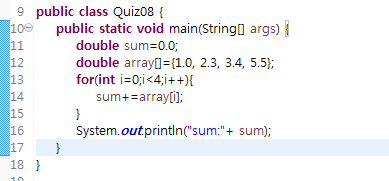 9 public class Quiz08 {
10 public static void main(String[] args) {
11 double sum=0.0;
12 double array[]={1.0, 2.3, 3.4, 5.5};
13 for(int i=0;i<4;i++){
14 sum+=array[i];
15 }
16 System.out.println("sum:"+ sum);
17 }
18 }